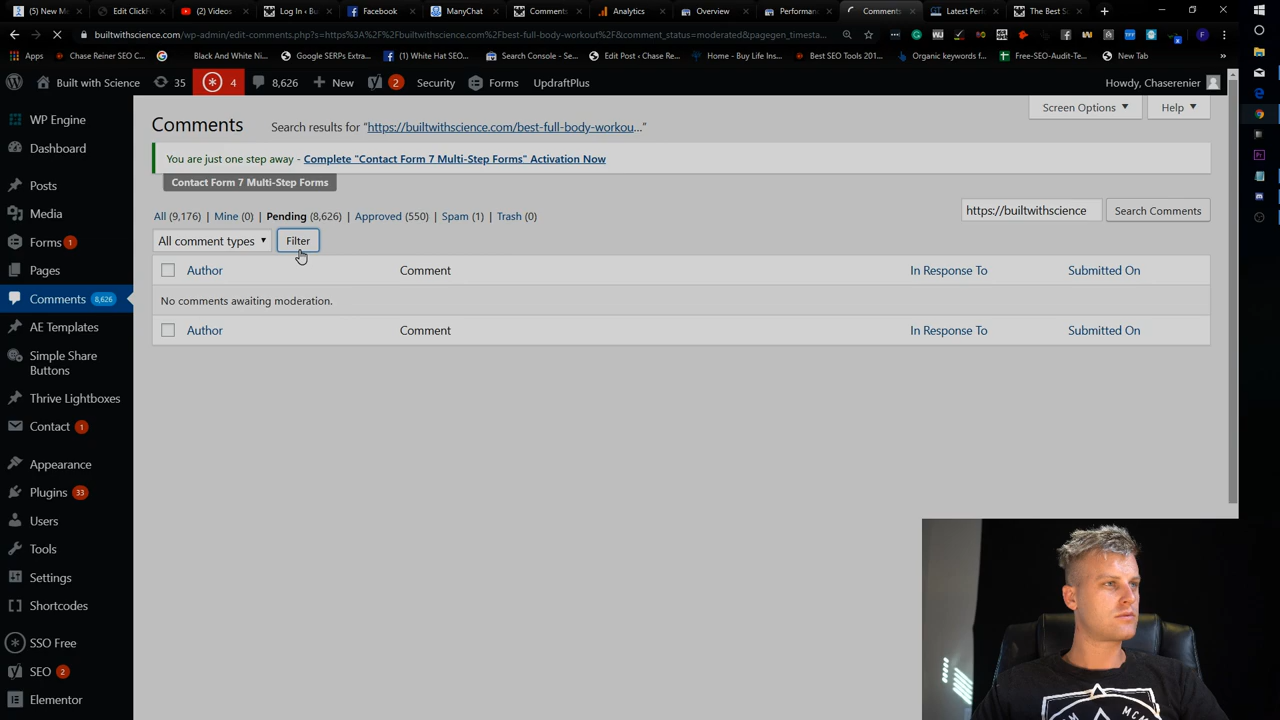 (5) New M
Edit ClickFu
(2) Videos
Log In ‹ Bu
Facebook
ManyChat
Comments
Analytics
Overview
Performan
Comments
Latest Perf
The Best Sc
builtwithscience.com/wp-admin/edit-comments.php?s=https%3A%2F%2Fbuiltwithscience.com%2Fbest-full-body-workout%2F&comment_status=moderated&pagegen_timesta...
Apps
Chase Reiner SEO C...
Black And White Ni...
Google SERPs Extra...
(1) White Hat SEO...
Search Console - Se...
Edit Post ‹ Chase Re...
Home - Buy Life Ins...
Best SEO Tools 201...
Organic keywords f...
Free-SEO-Audit-Te...
New Tab
Built with Science
35
4
8,626
New
2
Security
Forms
UpdraftPlus
Howdy, Chaserenier
Screen Options
Help
WP Engine
Dashboard
Posts
Media
Forms 1
Pages
Comments 8,626
AE Templates
Simple Share
Buttons
Thrive Lightboxes
Contact 1
Appearance
Plugins 33
Users
Tools
Settings
Shortcodes
SSO Free
SEO 2
Elementor
Comments
Search results for “https://builtwithscience.com/best-full-body-workou...”
You are just one step away - Complete "Contact Form 7 Multi-Step Forms" Activation Now
Contact Form 7 Multi-Step Forms
All (9,176) | Mine (0) | Pending (8,626) | Approved (550) | Spam (1) | Trash (0)
https://builtwithscience
Search Comments
All comment types
Filter
Author
Comment
In Response To
Submitted On
No comments awaiting moderation.
Author
Comment
In Response To
Submitted On